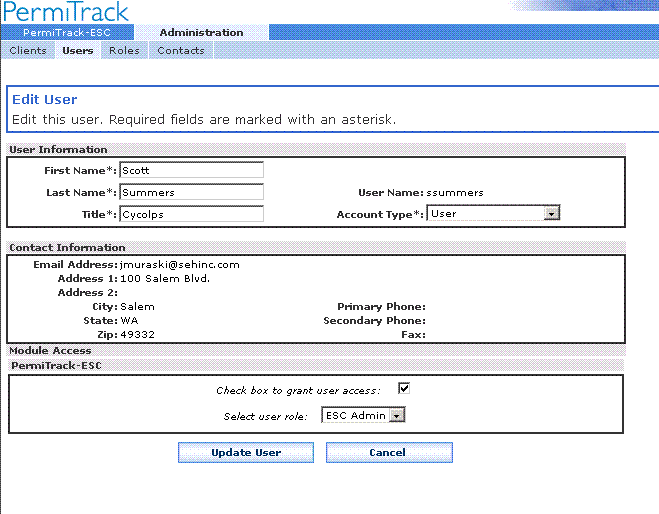 PermiTrack
PermiTrack-ESC Administration
Clients Users Roles Contacts
Edit User
Edit this user. Required fields are marked with an asterisk.
User Information
First Name*: Scott
Last Name*: Summers User Name: ssummers
Title*: Cycolps Account Type*: User
Contact Information
Email Address: jmuraski@sehinc.com
Address 1: 100 Salem Blvd.
Address 2:
City: Salem Primary Phone:
State: WA Secondary Phone:
Zip: 49332 Fax:
Module Access
PermiTrack-ESC
Check box to grant user access:
Select user role: ESC Admin
Update User Cancel